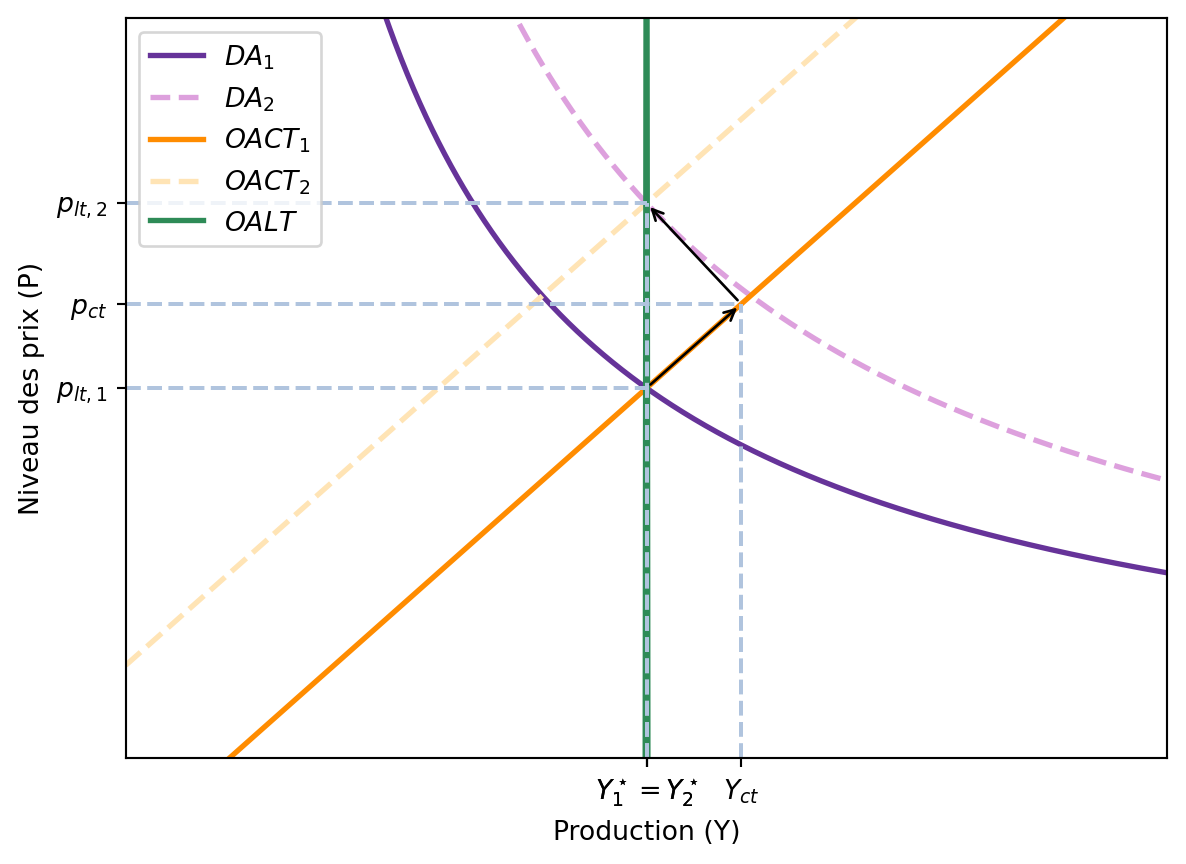 DA₁
DA₂
OACT₁
OACT₂
OALT
Niveau des prix (P)
p_{lt, 2}
p_{ct}
p_{lt, 1}
Y₁⋆ = Y₂⋆ Y_{ct}
Production (Y)